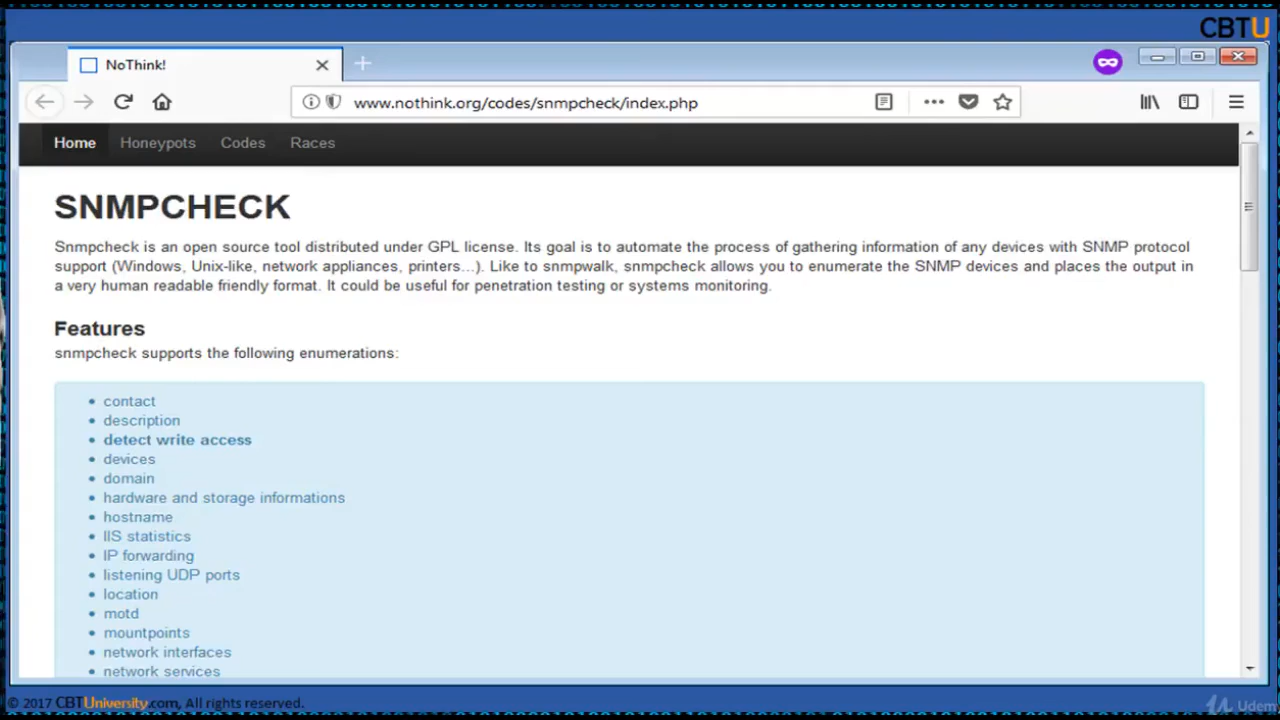 CBTU
NoThink!
www.nothink.org/codes/snmpcheck/index.php
Home Honeypots Codes Races
SNMPCHECK
Snmpcheck is an open source tool distributed under GPL license. Its goal is to automate the process of gathering information of any devices with SNMP protocol
support (Windows, Unix-like, network appliances, printers...). Like to snmpwalk, snmpcheck allows you to enumerate the SNMP devices and places the output in
a very human readable friendly format. It could be useful for penetration testing or systems monitoring.
Features
snmpcheck supports the following enumerations:
• contact
• description
• detect write access
• devices
• domain
• hardware and storage informations
• hostname
• IIS statistics
• IP forwarding
• listening UDP ports
• location
• motd
• mountpoints
• network interfaces
• network services
© 2017 CBTUniversity.com, All rights reserved.
Udem